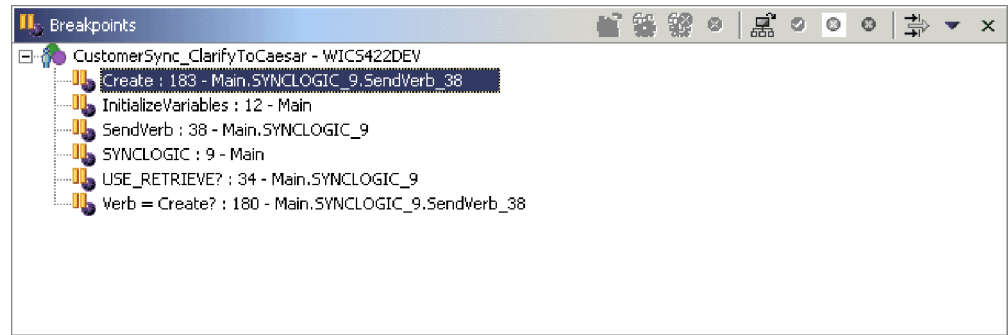 Breakpoints
CustomerSync_ClarifyToCaesar - WICS422DEV
Create : 183 - Main.SYNCLOGIC_9.SendVerb_38
InitializeVariables : 12 - Main
SendVerb : 38 - Main.SYNCLOGIC_9
SYNCLOGIC : 9 - Main
USE_RETRIEVE? : 34 - Main.SYNCLOGIC_9
Verb = Create? : 180 - Main.SYNCLOGIC_9.SendVerb_38